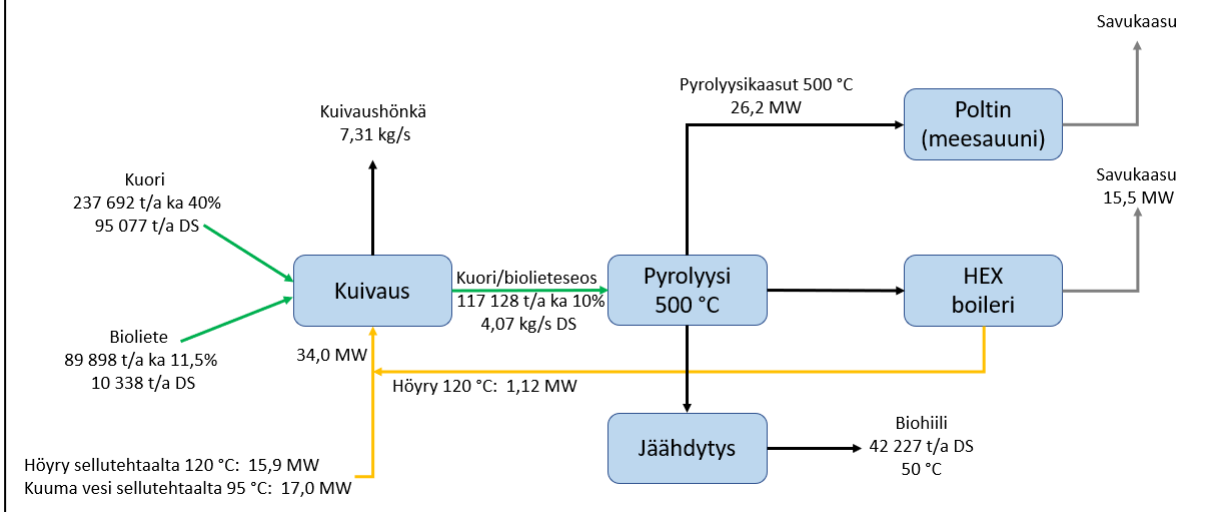 Savukaasu
Pyrolyysikaasut 500 °C
26,2 MW
Poltin
(meesauuni)
Kuivaushönkä
7,31 kg/s
Kuori
237 692 t/a ka 40%
95 077 t/a DS
Savukaasu
15,5 MW
Kuivaus
Kuori/biolieteseos
117 128 t/a ka 10%
4,07 kg/s DS
Pyrolyysi
500 °C
HEX
boileri
Bioliete
89 898 t/a ka 11,5%
10 338 t/a DS
34,0 MW
Höyry 120 °C: 1,12 MW
Jäähdytys
Biohiili
42 227 t/a DS
50 °C
Höyry sellutehtaalta 120 °C: 15,9 MW
Kuuma vesi sellutehtaalta 95 °C: 17,0 MW